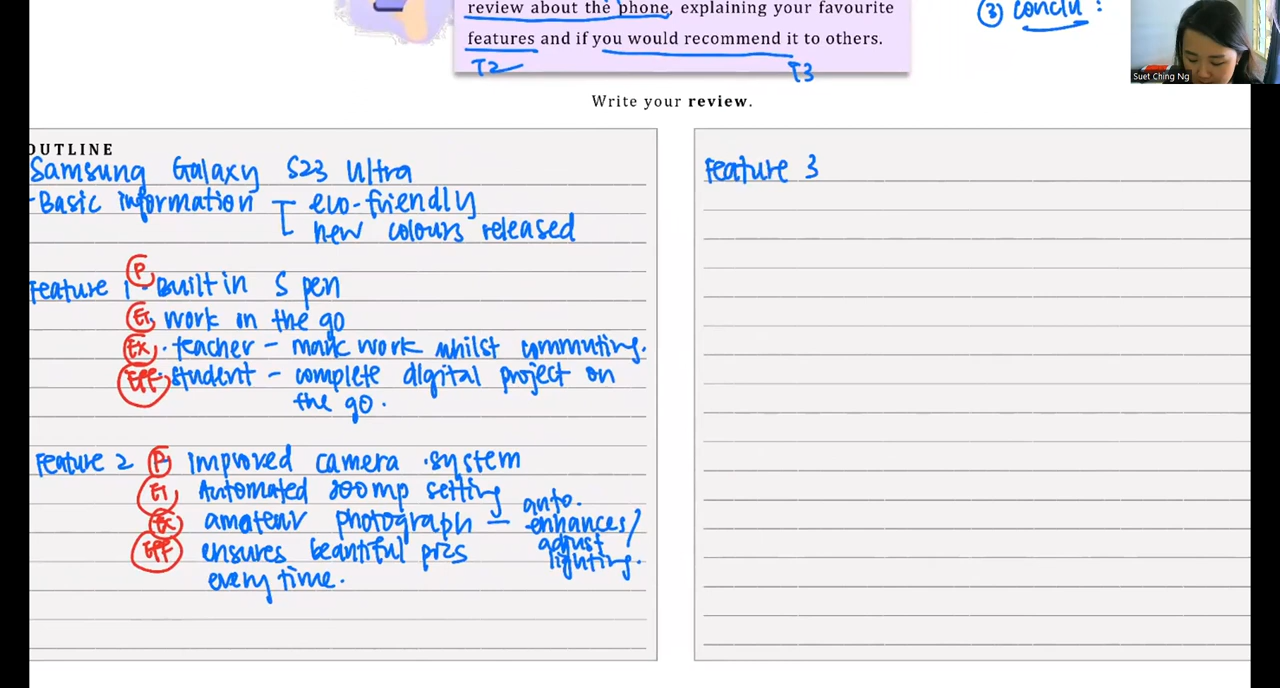 review about the phone, explaining your favourite
features and if you would recommend it to others.
T2
T3
③ conclu :
Suet Ching Ng
Write your review.
OUTLINE
Samsung Galaxy S23 Ultra
-Basic information
eco-friendly
new colours released
Feature 1 P - Built in S pen
ET work on the go
EX . teacher - mark work whilst commuting.
Eff . student - complete digital project on
the go.
Feature 2 P improved camera system
ET Automated 200mp setting
EX amateur photograph - auto. enhances/
adjust
lighting.
Eff ensures beautiful pics
every time.
Feature 3